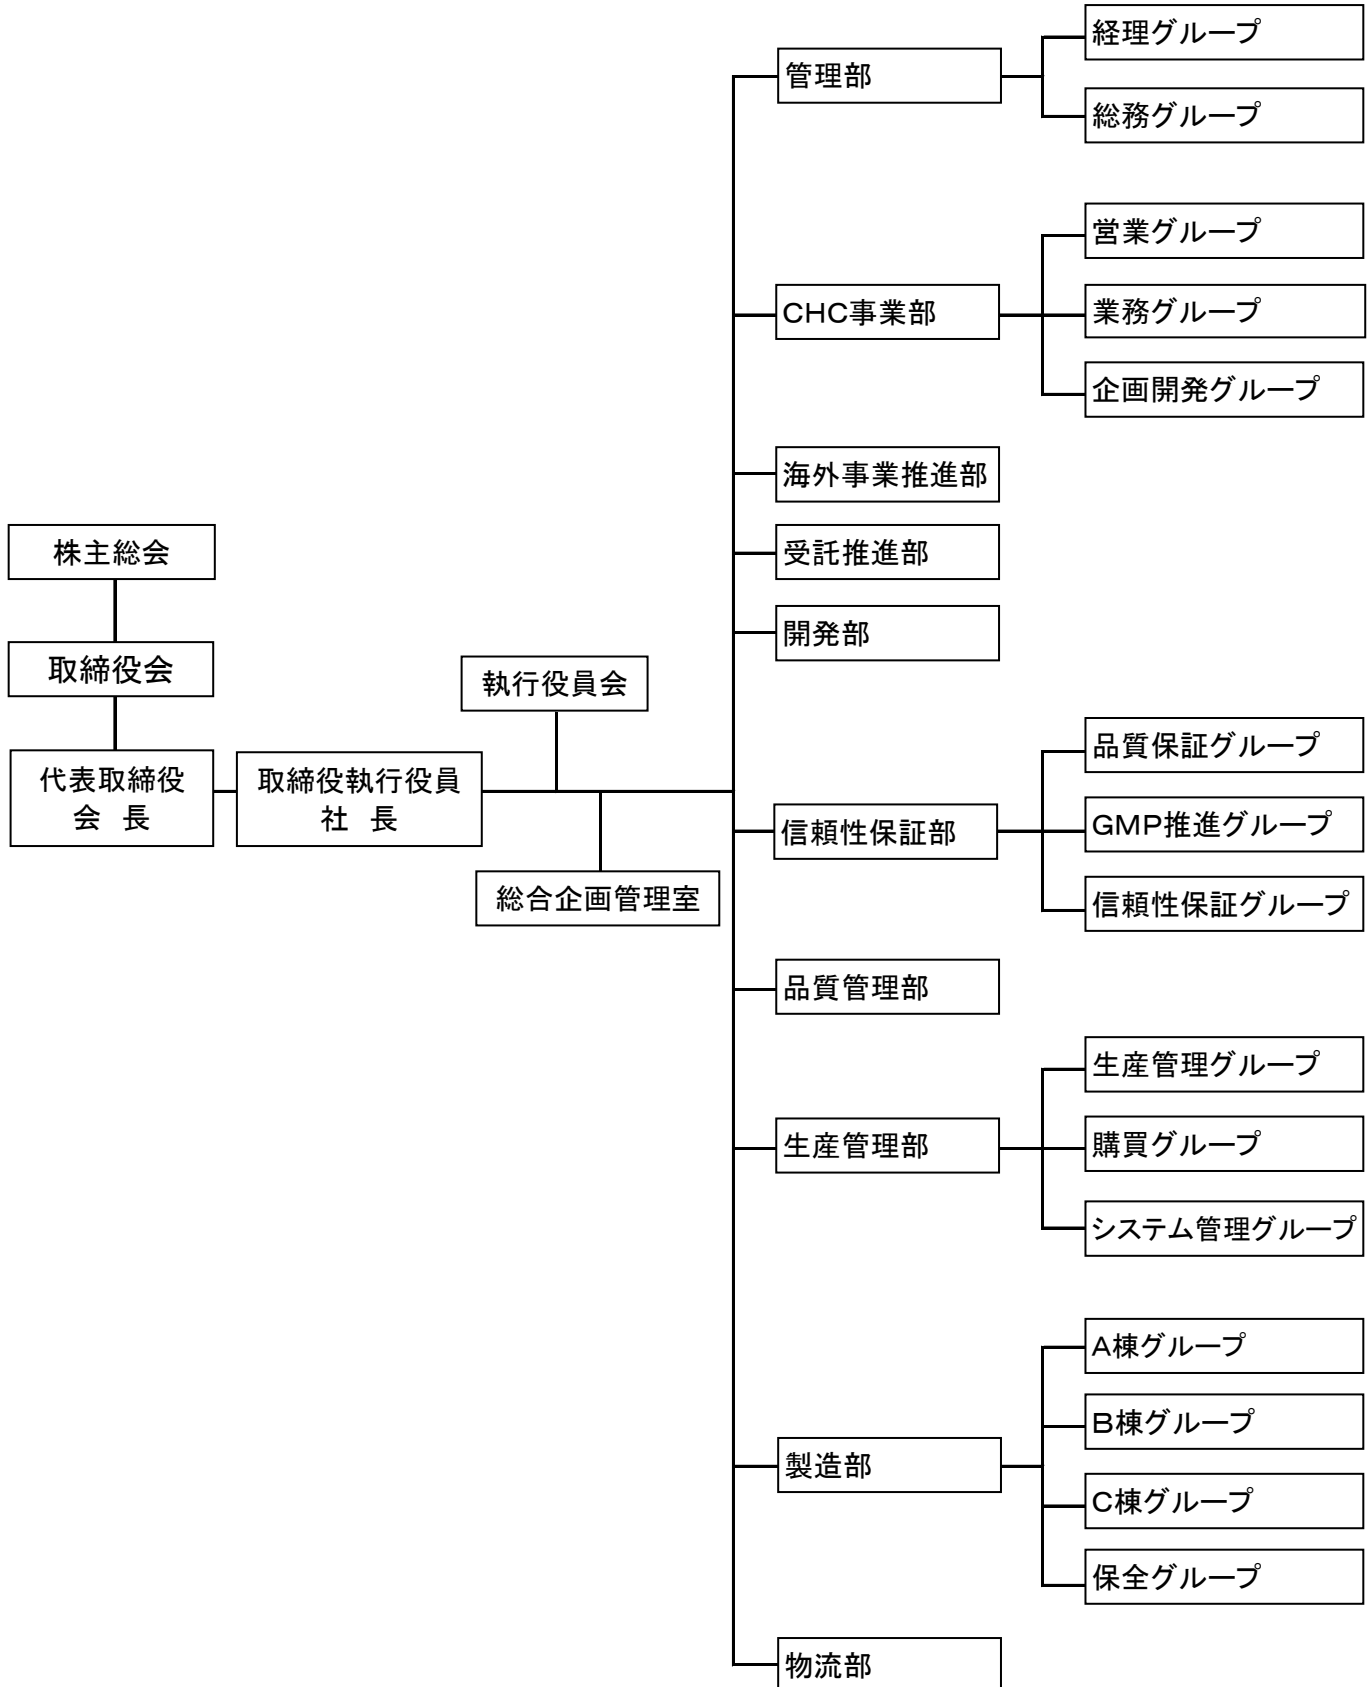 株主総会
取締役会
代表取締役
会 長
取締役執行役員
社 長
執行役員会
総合企画管理室
管理部
経理グループ
総務グループ
CHC事業部
営業グループ
業務グループ
企画開発グループ
海外事業推進部
受託推進部
開発部
信頼性保証部
品質保証グループ
GMP推進グループ
信頼性保証グループ
品質管理部
生産管理部
生産管理グループ
購買グループ
システム管理グループ
製造部
A棟グループ
B棟グループ
C棟グループ
保全グループ
物流部